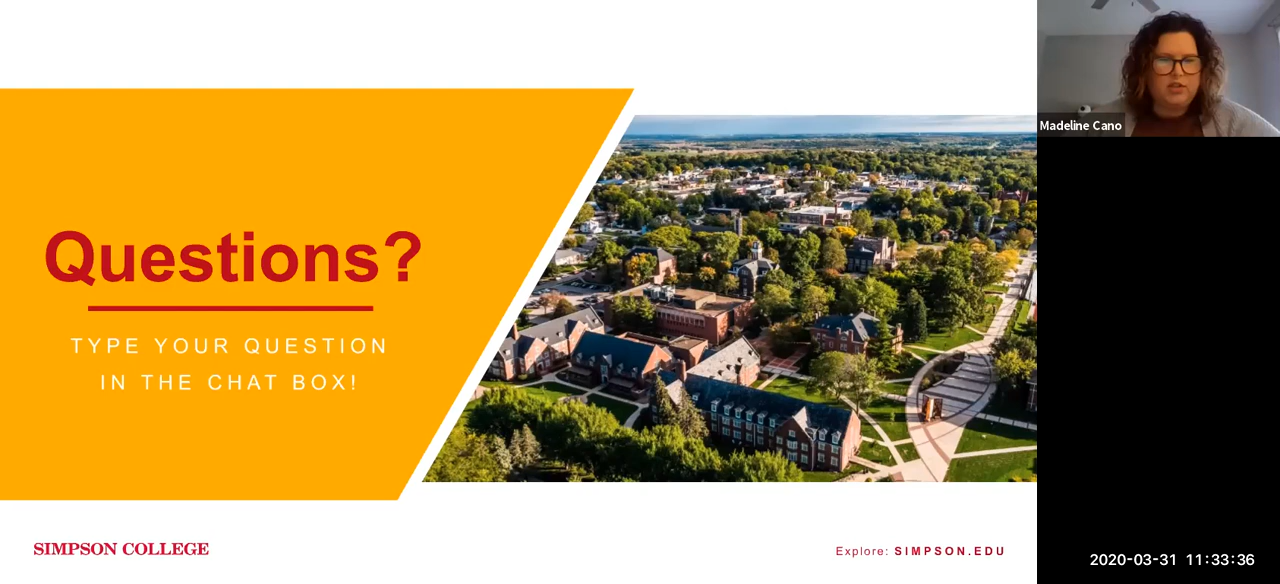 Questions?
TYPE YOUR QUESTION
IN THE CHAT BOX!
SIMPSON COLLEGE
Explore: SIMPSON.EDU
Madeline Cano
2020-03-31 11:33:36